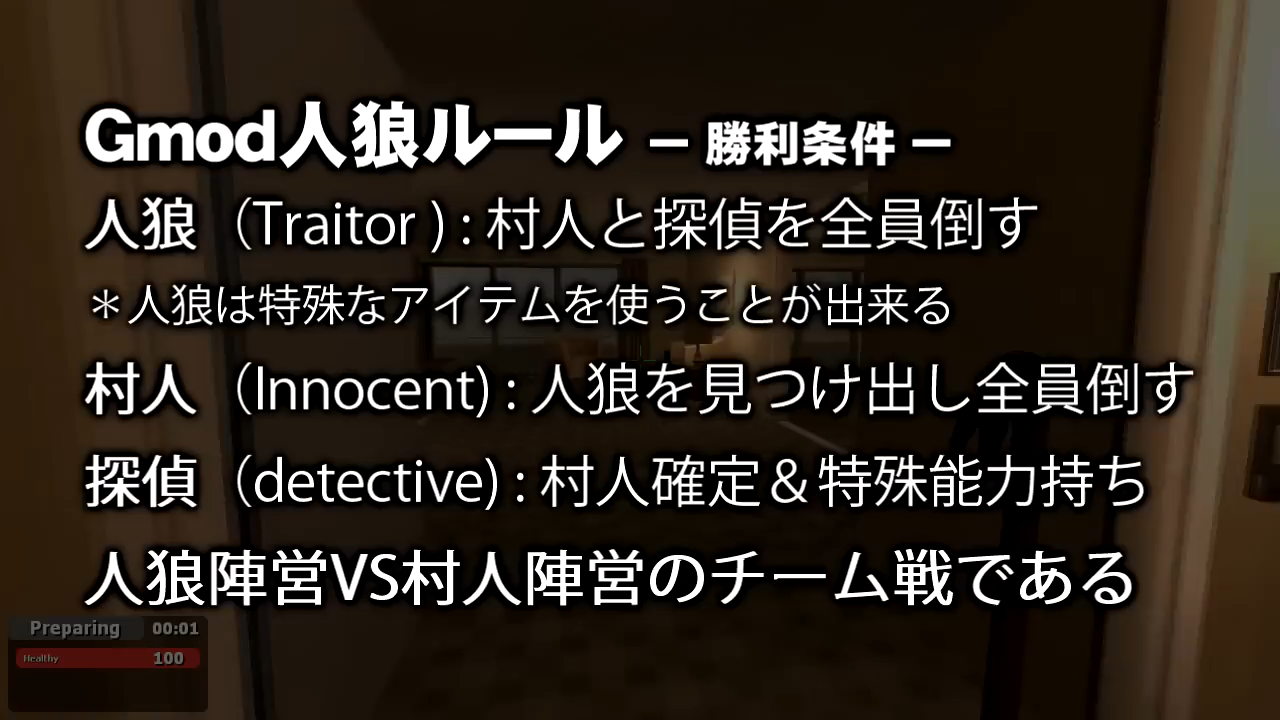 Gmod人狼ルール ー 勝利条件 ー
人狼（Traitor ) : 村人と探偵を全員倒す
＊人狼は特殊なアイテムを使うことが出来る
村人（Innocent) : 人狼を見つけ出し全員倒す
探偵（detective) : 村人確定＆特殊能力持ち
人狼陣営VS村人陣営のチーム戦である
Preparing 00:01
Healthy 100